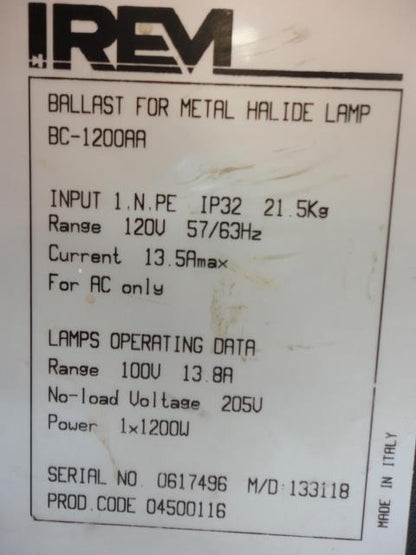 IREM
BALLAST FOR METAL HALIDE LAMP
BC-1200AA
INPUT 1.N.PE IP32 21.5Kg
Range 120V 57/63Hz
Current 13.5Amax
For AC only
LAMPS OPERATING DATA
Range 100V 13.8A
No-load Voltage 205V
Power 1x1200W
SERIAL NO. 0617496 M/D:133118
PROD.CODE 04500116
MADE IN ITALY